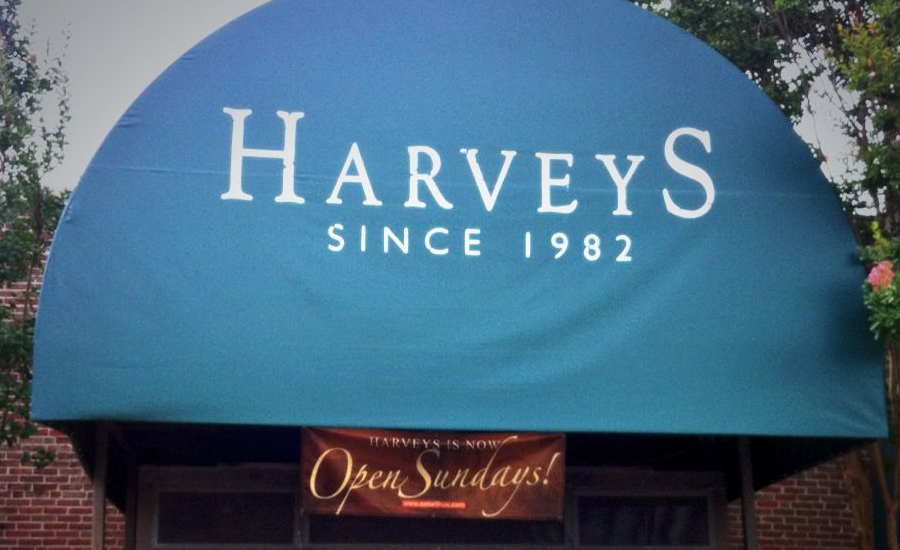 HARVEYS
SINCE 1982
HARVEYS IS NOW
Open Sundays!